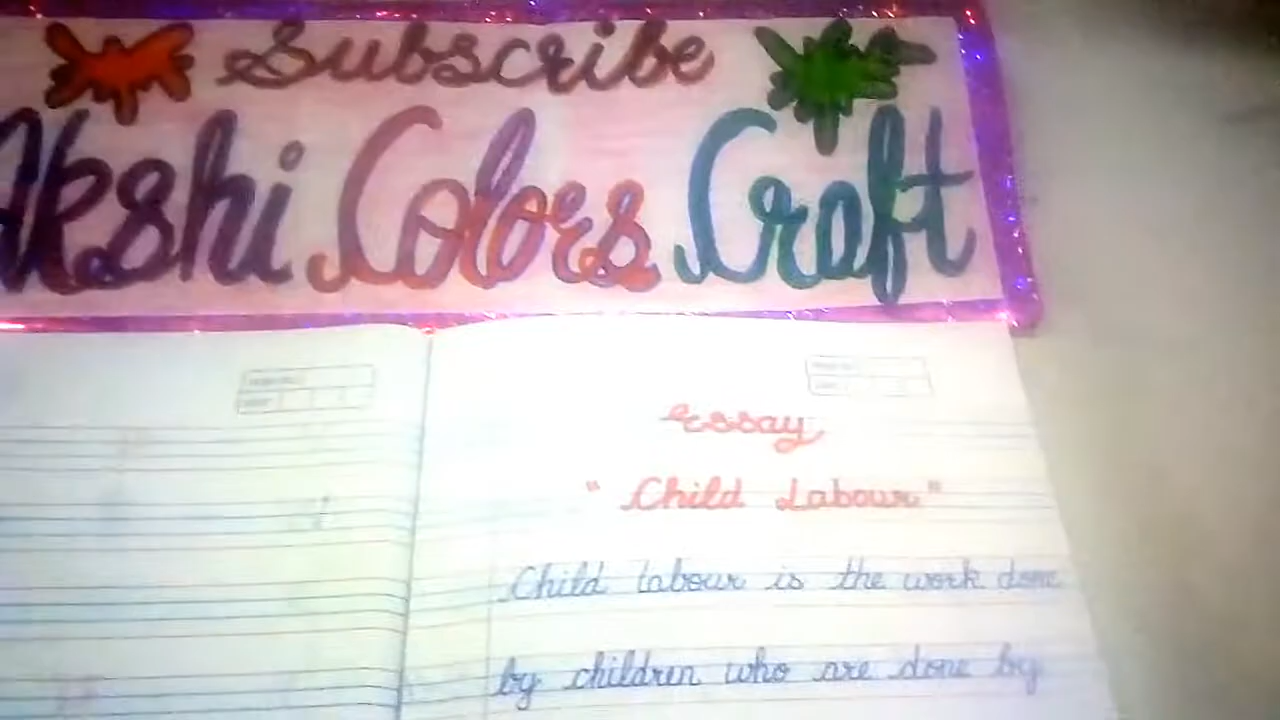 Subscribe
Akshi Colors Craft
Essay
"Child Labour"
Child labour is the work done
by children who are done by